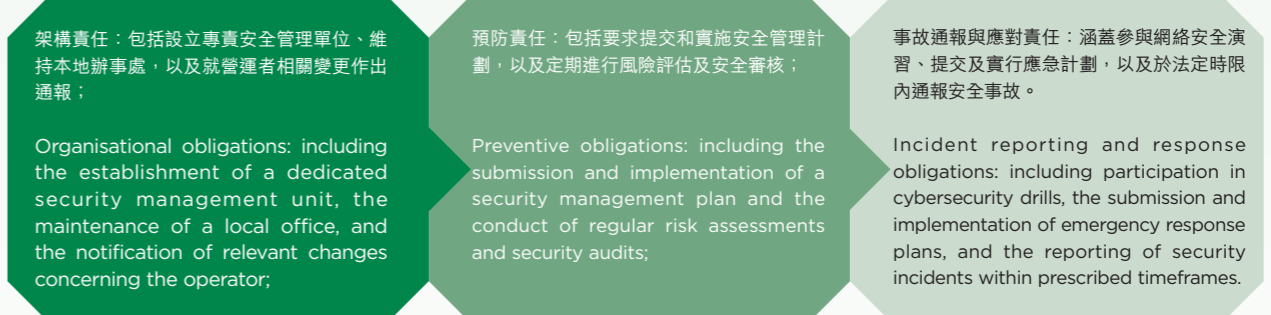 架構責任：包括設立專責安全管理單位、維
持本地辦事處，以及就營運者相關變更作出
通報；
Organisational obligations: including
the establishment of a dedicated
security management unit, the
maintenance of a local office, and
the notification of relevant changes
concerning the operator;
預防責任：包括要求提交和實施安全管理計
劃，以及定期進行風險評估及安全審核；
Preventive obligations: including the
submission and implementation of a
security management plan and the
conduct of regular risk assessments
and security audits;
事故通報與應對責任：涵蓋參與網絡安全演
習、提交及實行應急計劃，以及於法定時限
內通報安全事故。
Incident reporting and response
obligations: including participation in
cybersecurity drills, the submission and
implementation of emergency response
plans, and the reporting of security
incidents within prescribed timeframes.